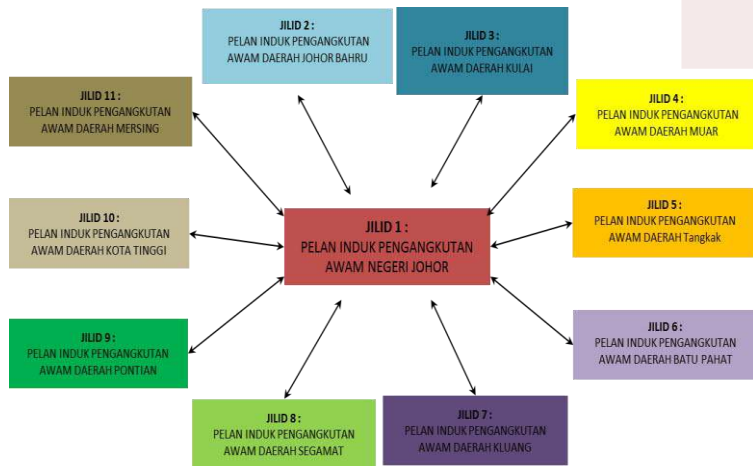 JILID 2 :
PELAN INDUK PENGANGKUTAN
AWAM DAERAH JOHOR BAHRU
JILID 3 :
PELAN INDUK PENGANGKUTAN
AWAM DAERAH KULAI
JILID 11 :
PELAN INDUK PENGANGKUTAN
AWAM DAERAH MERSING
JILID 4 :
PELAN INDUK PENGANGKUTAN
AWAM DAERAH MUAR
JILID 10 :
PELAN INDUK PENGANGKUTAN
AWAM DAERAH KOTA TINGGI
JILID 1 :
PELAN INDUK PENGANGKUTAN
AWAM NEGERI JOHOR
JILID 5 :
PELAN INDUK PENGANGKUTAN
AWAM DAERAH Tangkak
JILID 9 :
PELAN INDUK PENGANGKUTAN
AWAM DAERAH PONTIAN
JILID 6 :
PELAN INDUK PENGANGKUTAN
AWAM DAERAH BATU PAHAT
JILID 8 :
PELAN INDUK PENGANGKUTAN
AWAM DAERAH SEGAMAT
JILID 7 :
PELAN INDUK PENGANGKUTAN
AWAM DAERAH KLUANG